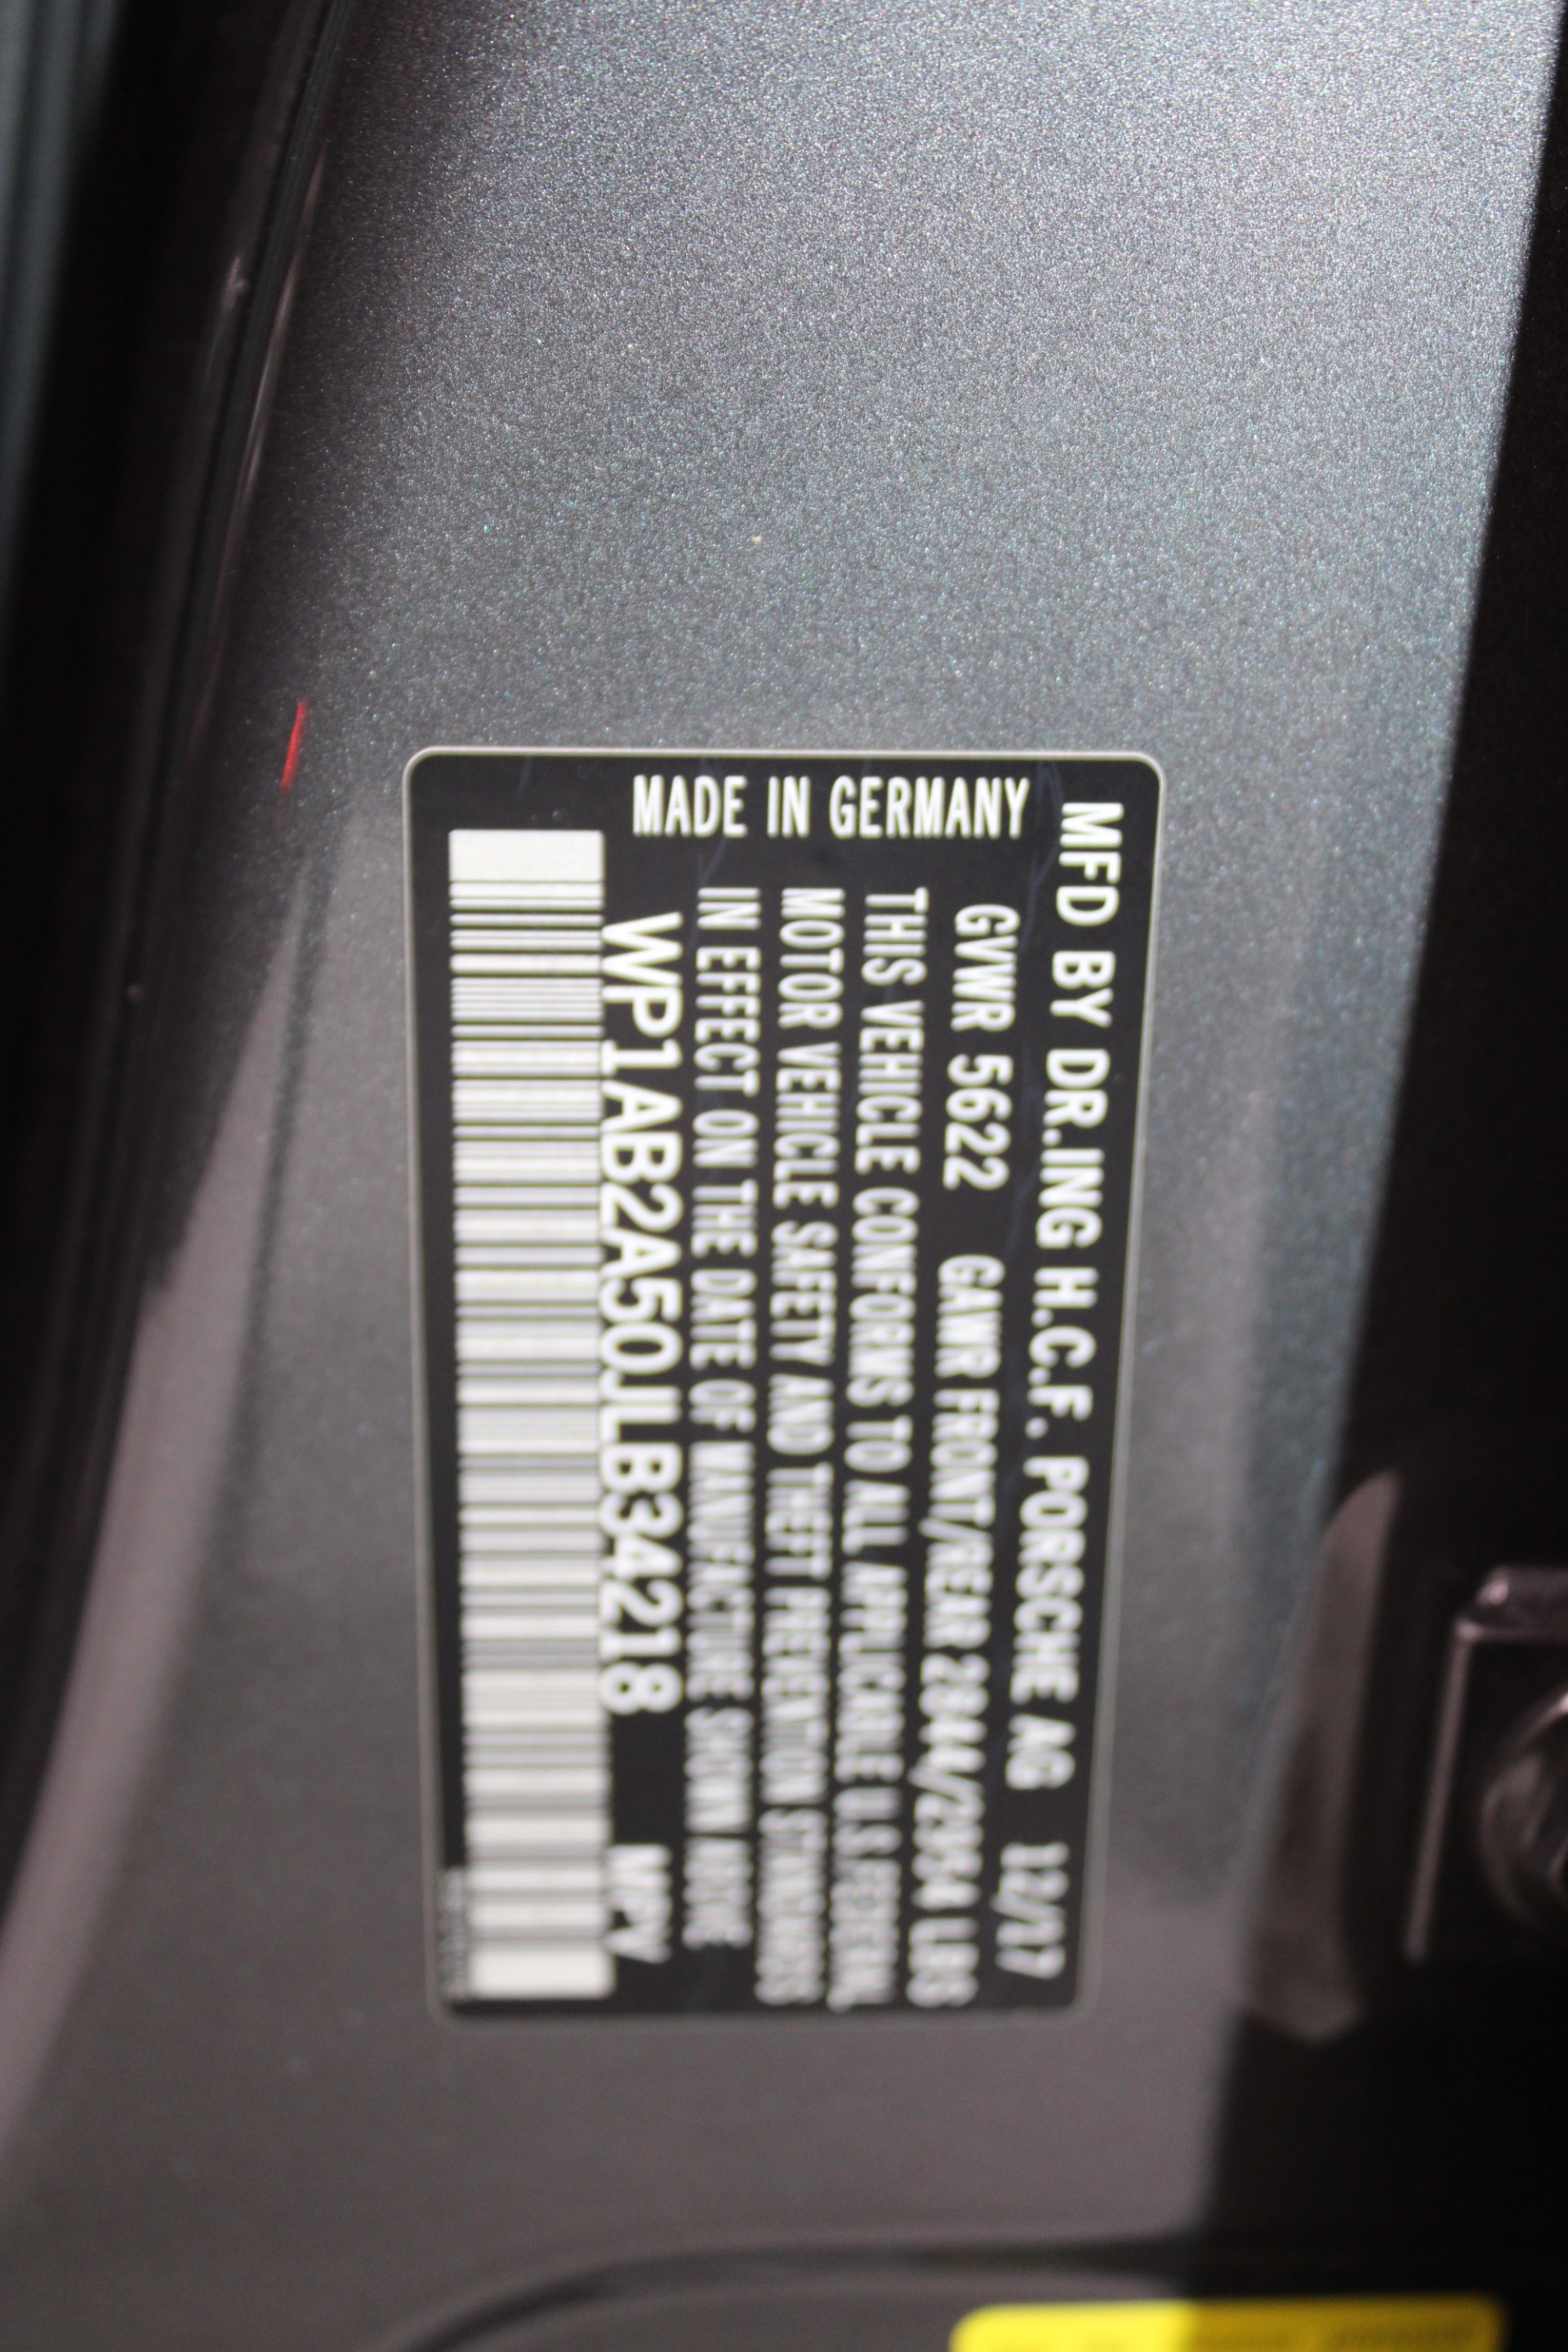 MFD BY DR.ING H.C.F. PORSCHE AG 12/17
GVWR 5622 GAWR FRONT/REAR 2844/2954 LBS
THIS VEHICLE CONFORMS TO ALL APPLICABLE U.S FEDERAL
MOTOR VEHICLE SAFETY AND THEFT PREVENTION STANDARDS
IN EFFECT ON THE DATE OF MANUFACTURE SHOWN ABOVE
WP1AB2A50JLB34218 MPV
MADE IN GERMANY